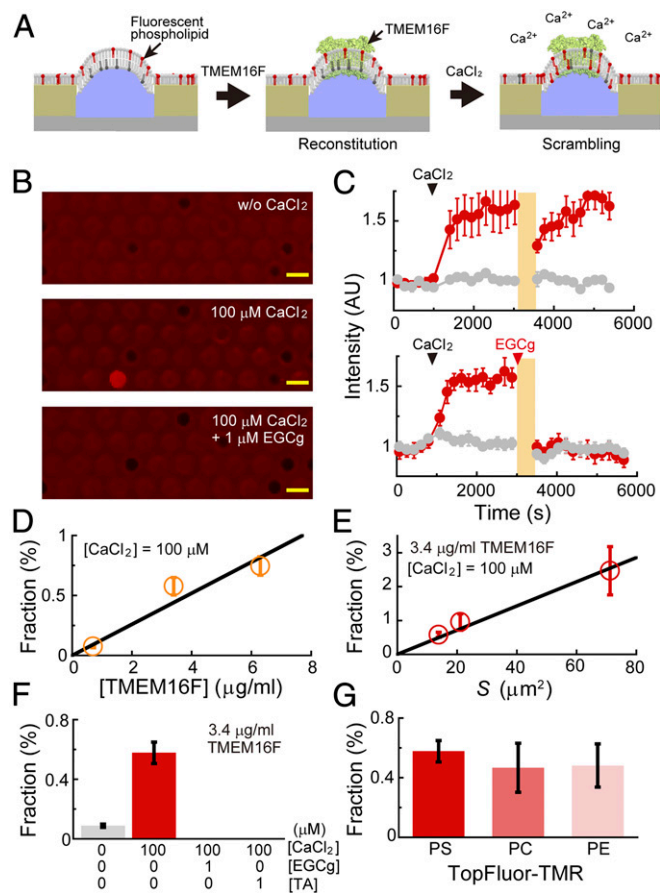 A
Fluorescent
phospholipid
TMEM16F
Ca²⁺ Ca²⁺ Ca²⁺ Ca²⁺
TMEM16F
CaCl₂
Reconstitution
Scrambling
B
w/o CaCl₂
100 μM CaCl₂
100 μM CaCl₂
+ 1 μM EGCg
C
CaCl₂
1.5
1
0 2000 4000 6000
Intensity (AU)
CaCl₂ EGCg
1.5
1
0 2000 4000 6000
Time (s)
D
[CaCl₂] = 100 μM
Fraction (%)
1
0.5
0
0 2 4 6 8
[TMEM16F] (μg/ml)
E
3.4 μg/ml TMEM16F
[CaCl₂] = 100 μM
Fraction (%)
4
3
2
1
0
0 20 40 60 80
S (μm²)
F
3.4 μg/ml
TMEM16F
Fraction (%)
0.8
0.4
0
(μM)
0 100 100 100 [CaCl₂]
0 0 1 0 [EGCg]
0 0 0 1 [TA]
G
Fraction (%)
0.8
0.4
0
PS PC PE
TopFluor-TMR